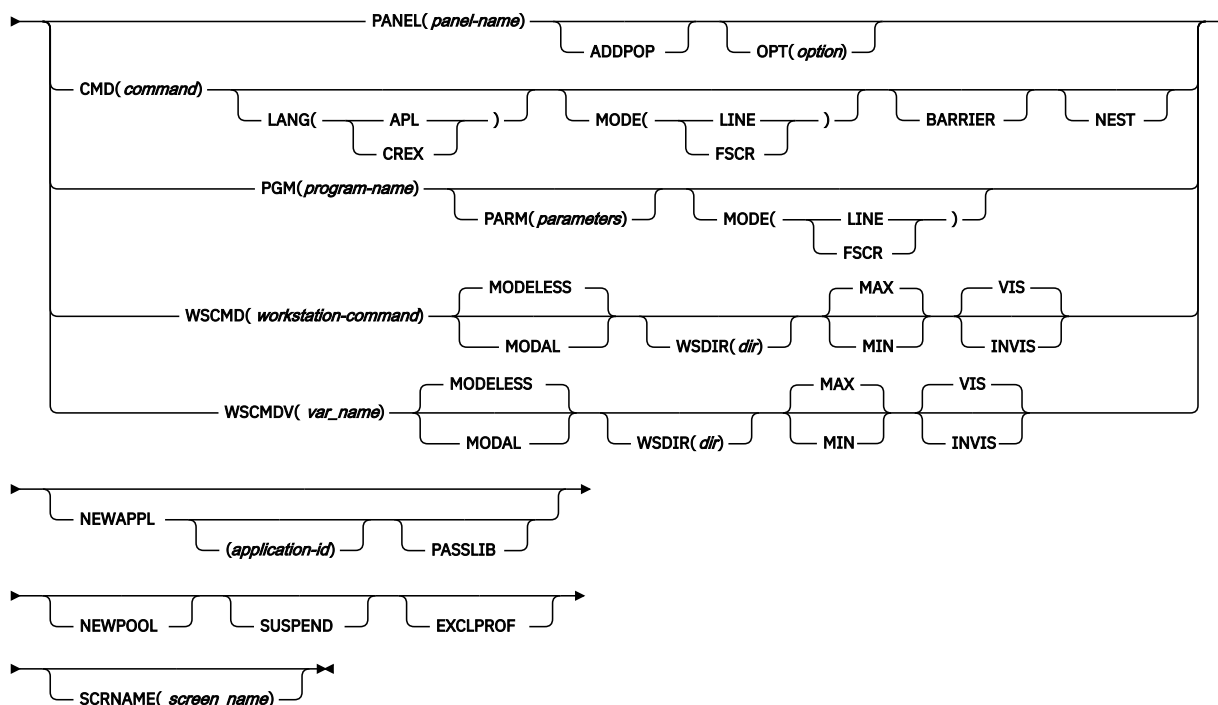 PANEL( panel-name)
ADDPOP OPT( option)
CMD( command)
LANG( APL ) MODE( LINE ) BARRIER NEST
CREX FSCR
PGM( program-name)
PARM( parameters) MODE( LINE )
FSCR
MODELESS MAX VIS
WSCMD( workstation-command)
MODAL WSDIR( dir) MIN INVIS
MODELESS MAX VIS
WSCMDV( var_name)
MODAL WSDIR( dir) MIN INVIS
NEWAPPL
(application-id) PASSLIB
NEWPOOL SUSPEND EXCLPROF
SCRNAME( screen_name)